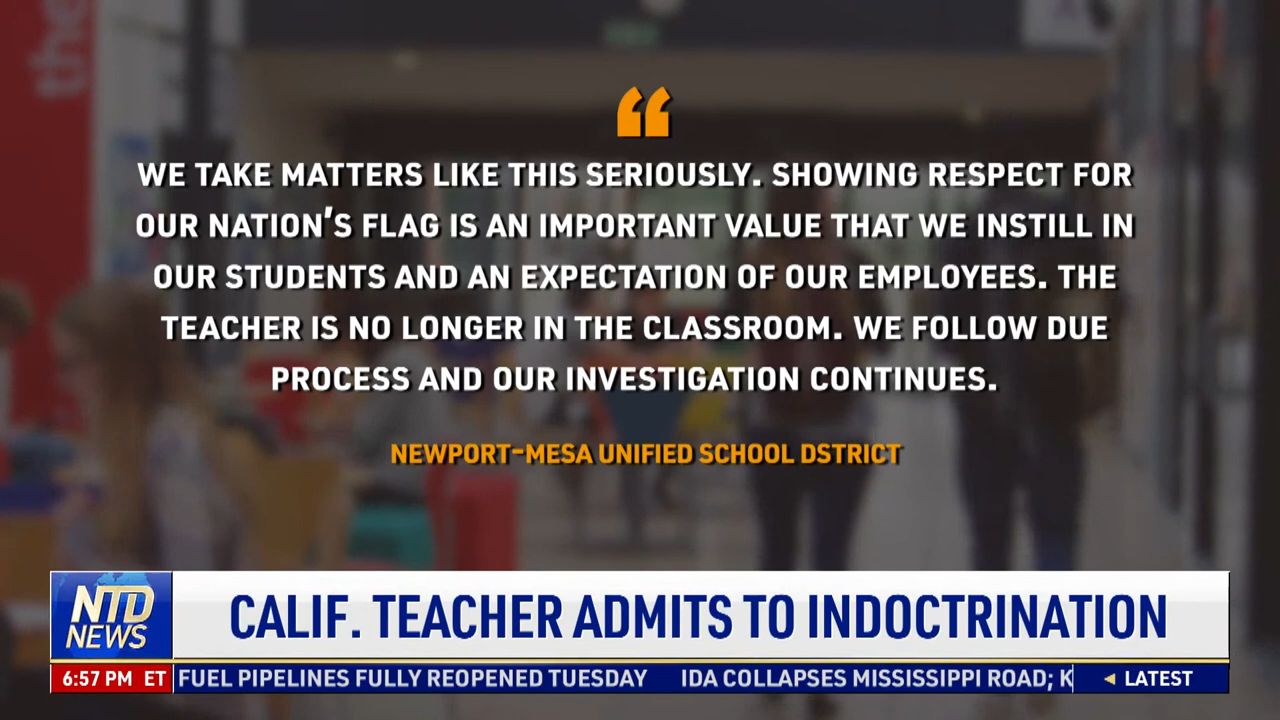 the
“
WE TAKE MATTERS LIKE THIS SERIOUSLY. SHOWING RESPECT FOR
OUR NATION'S FLAG IS AN IMPORTANT VALUE THAT WE INSTILL IN
OUR STUDENTS AND AN EXPECTATION OF OUR EMPLOYEES. THE
TEACHER IS NO LONGER IN THE CLASSROOM. WE FOLLOW DUE
PROCESS AND OUR INVESTIGATION CONTINUES.
NEWPORT-MESA UNIFIED SCHOOL DSTRICT
NTD
NEWS
CALIF. TEACHER ADMITS TO INDOCTRINATION
6:57 PM ET
FUEL PIPELINES FULLY REOPENED TUESDAY IDA COLLAPSES MISSISSIPPI ROAD; K
◄ LATEST